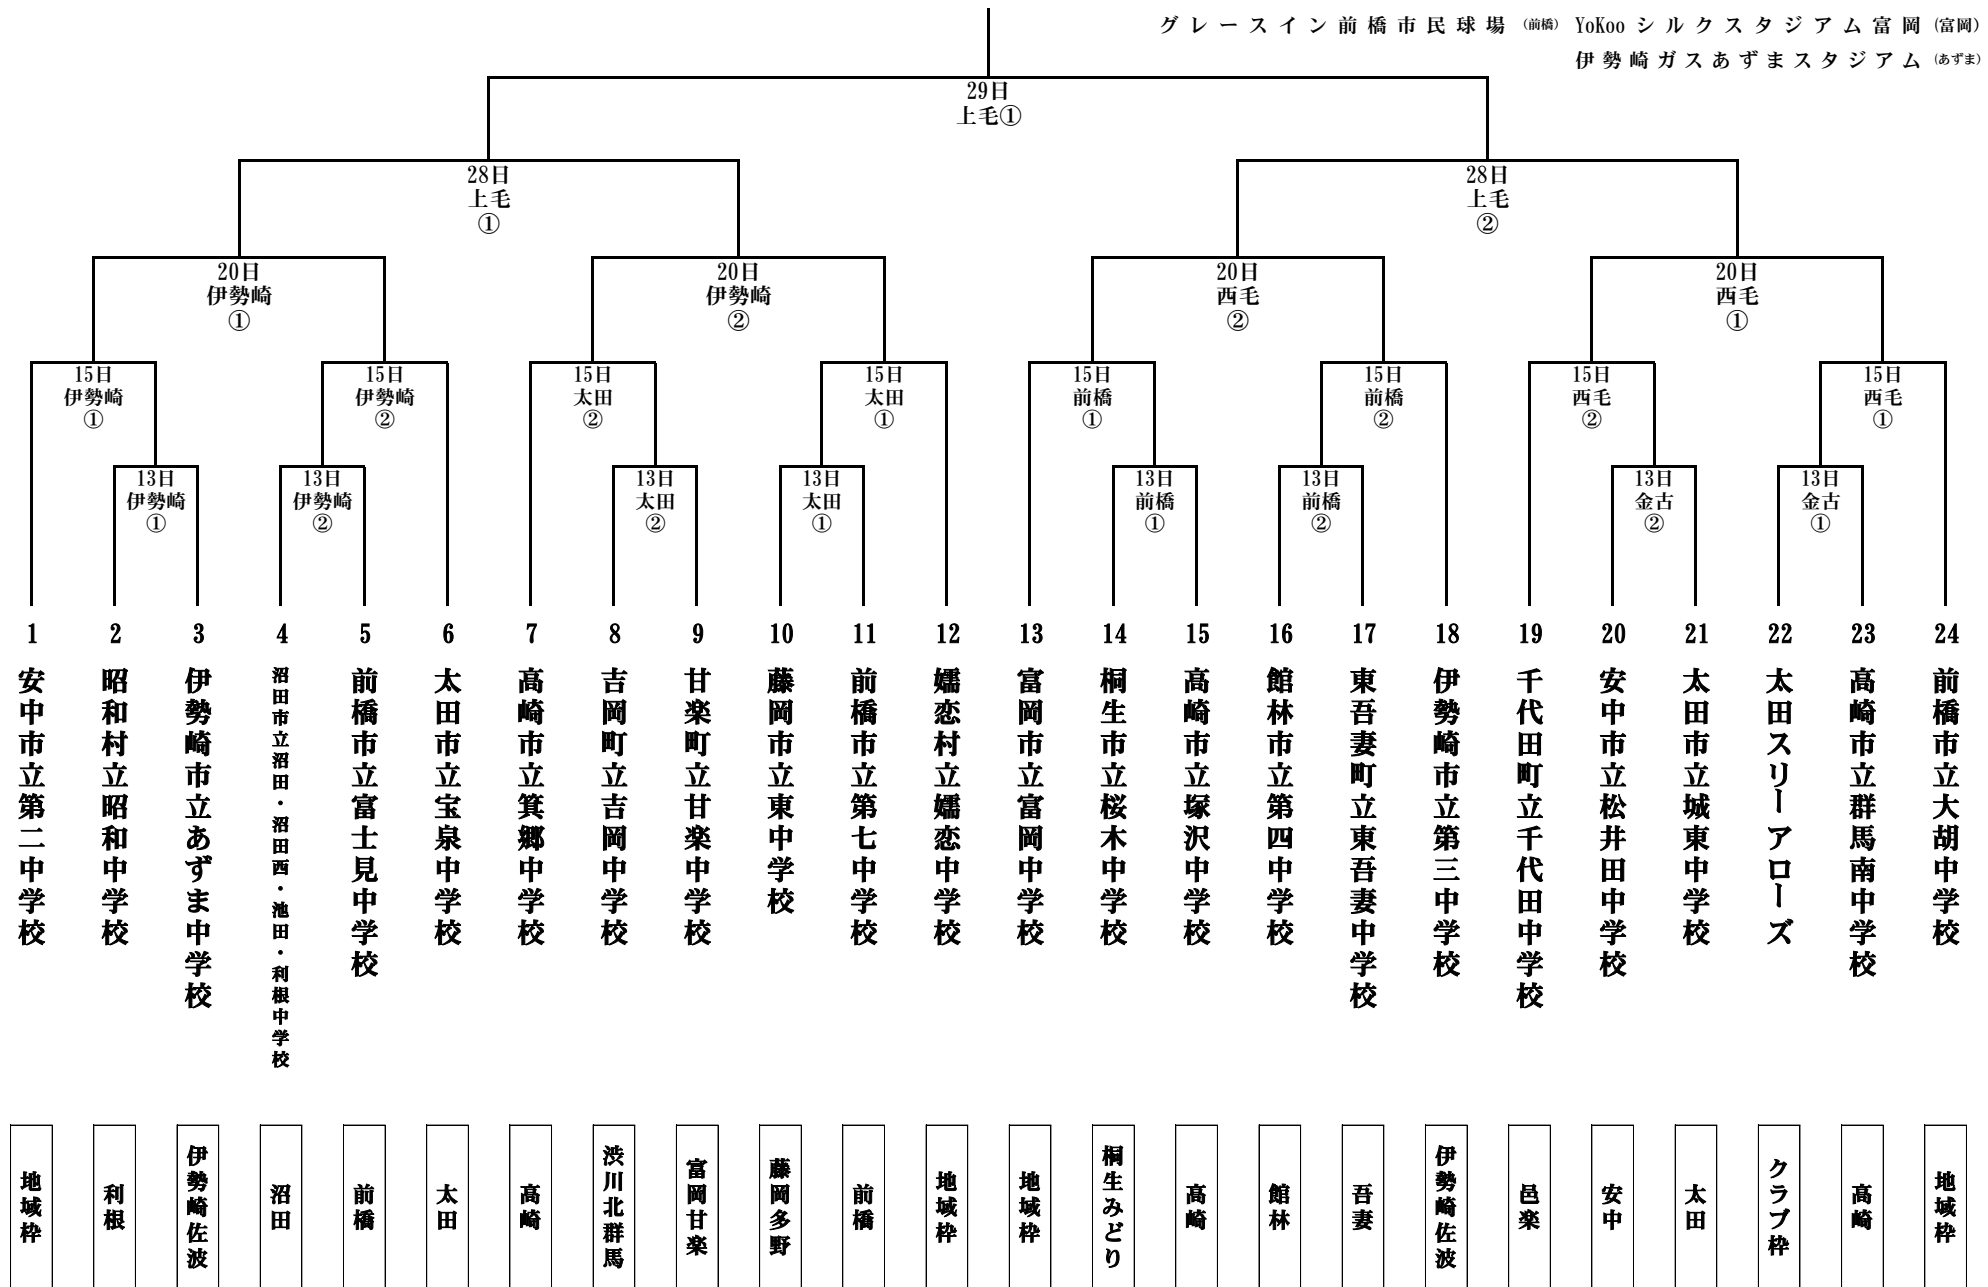 グレースイン前橋市民球場 (前橋) YoKoo シルクスタジアム富岡 (富岡)
伊勢崎ガスあずまスタジアム (あずま)
29日
上毛①
28日
上毛
①
28日
上毛
②
20日
伊勢崎
①
20日
伊勢崎
②
20日
西毛
②
20日
西毛
①
15日
伊勢崎
①
15日
伊勢崎
②
15日
太田
②
15日
太田
①
15日
前橋
①
15日
前橋
②
15日
西毛
②
15日
西毛
①
13日
伊勢崎
①
13日
伊勢崎
②
13日
太田
②
13日
太田
①
13日
前橋
①
13日
前橋
②
13日
金古
②
13日
金古
①
1
安中市立第二中学校
地域枠
2
昭和村立昭和中学校
利根
3
伊勢崎市立あずま中学校
伊勢崎佐波
4
沼田市立沼田・沼田西・池田・利根中学校
沼田
5
前橋市立富士見中学校
前橋
6
太田市立宝泉中学校
太田
7
高崎市立箕郷中学校
高崎
8
吉岡町立吉岡中学校
渋川北群馬
9
甘楽町立甘楽中学校
富岡甘楽
10
藤岡市立東中学校
藤岡多野
11
前橋市立第七中学校
前橋
12
嬬恋村立嬬恋中学校
地域枠
13
富岡市立富岡中学校
地域枠
14
桐生市立桜木中学校
桐生みどり
15
高崎市立塚沢中学校
高崎
16
館林市立第四中学校
館林
17
東吾妻町立東吾妻中学校
吾妻
18
伊勢崎市立第三中学校
伊勢崎佐波
19
千代田町立千代田中学校
邑楽
20
安中市立松井田中学校
安中
21
太田市立城東中学校
太田
22
太田スリーアローズ
クラブ枠
23
高崎市立群馬南中学校
高崎
24
前橋市立大胡中学校
地域枠